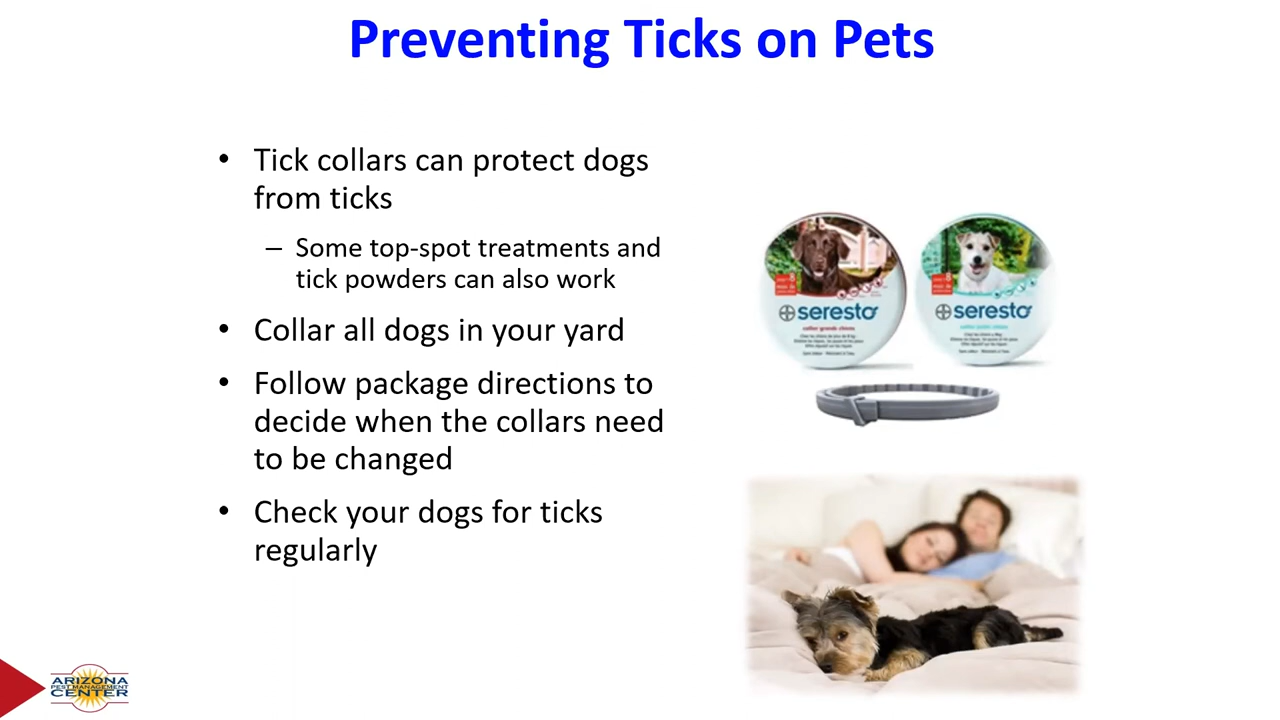 Preventing Ticks on Pets
• Tick collars can protect dogs
from ticks
– Some top-spot treatments and
tick powders can also work
• Collar all dogs in your yard
• Follow package directions to
decide when the collars need
to be changed
• Check your dogs for ticks
regularly
seresto
seresto
ARIZONA
PEST MANAGEMENT
CENTER